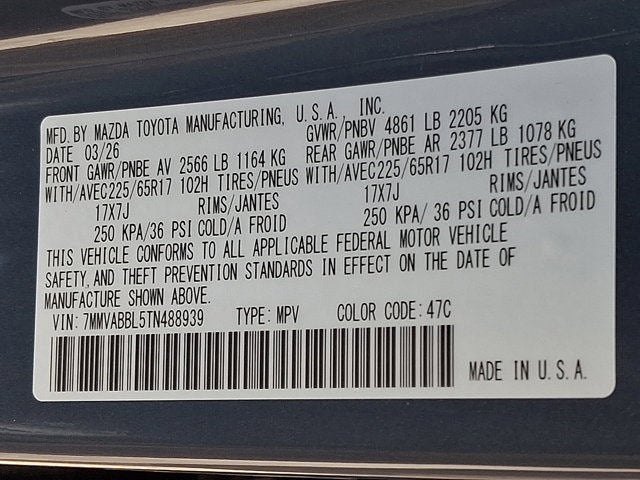 MFD. BY MAZDA TOYOTA MANUFACTURING, U.S.A., INC.
DATE 03/26 GVWR/PNBV 4861 LB 2205 KG
FRONT GAWR/PNBE AV 2566 LB 1164 KG REAR GAWR/PNBE AR 2377 LB 1078 KG
WITH/AVEC225/65R17 102H TIRES/PNEUS WITH/AVEC225/65R17 102H TIRES/PNEUS
17X7J RIMS/JANTES 17X7J RIMS/JANTES
250 KPA/36 PSI COLD/A FROID 250 KPA/ 36 PSI COLD/A FROID
THIS VEHICLE CONFORMS TO ALL APPLICABLE FEDERAL MOTOR VEHICLE
SAFETY, AND THEFT PREVENTION STANDARDS IN EFFECT ON THE DATE OF
MANUFACTURE SHOWN ABOVE.
VIN: 7MMVABBL5TN488939 TYPE: MPV COLOR CODE: 47C
MADE IN U.S.A.